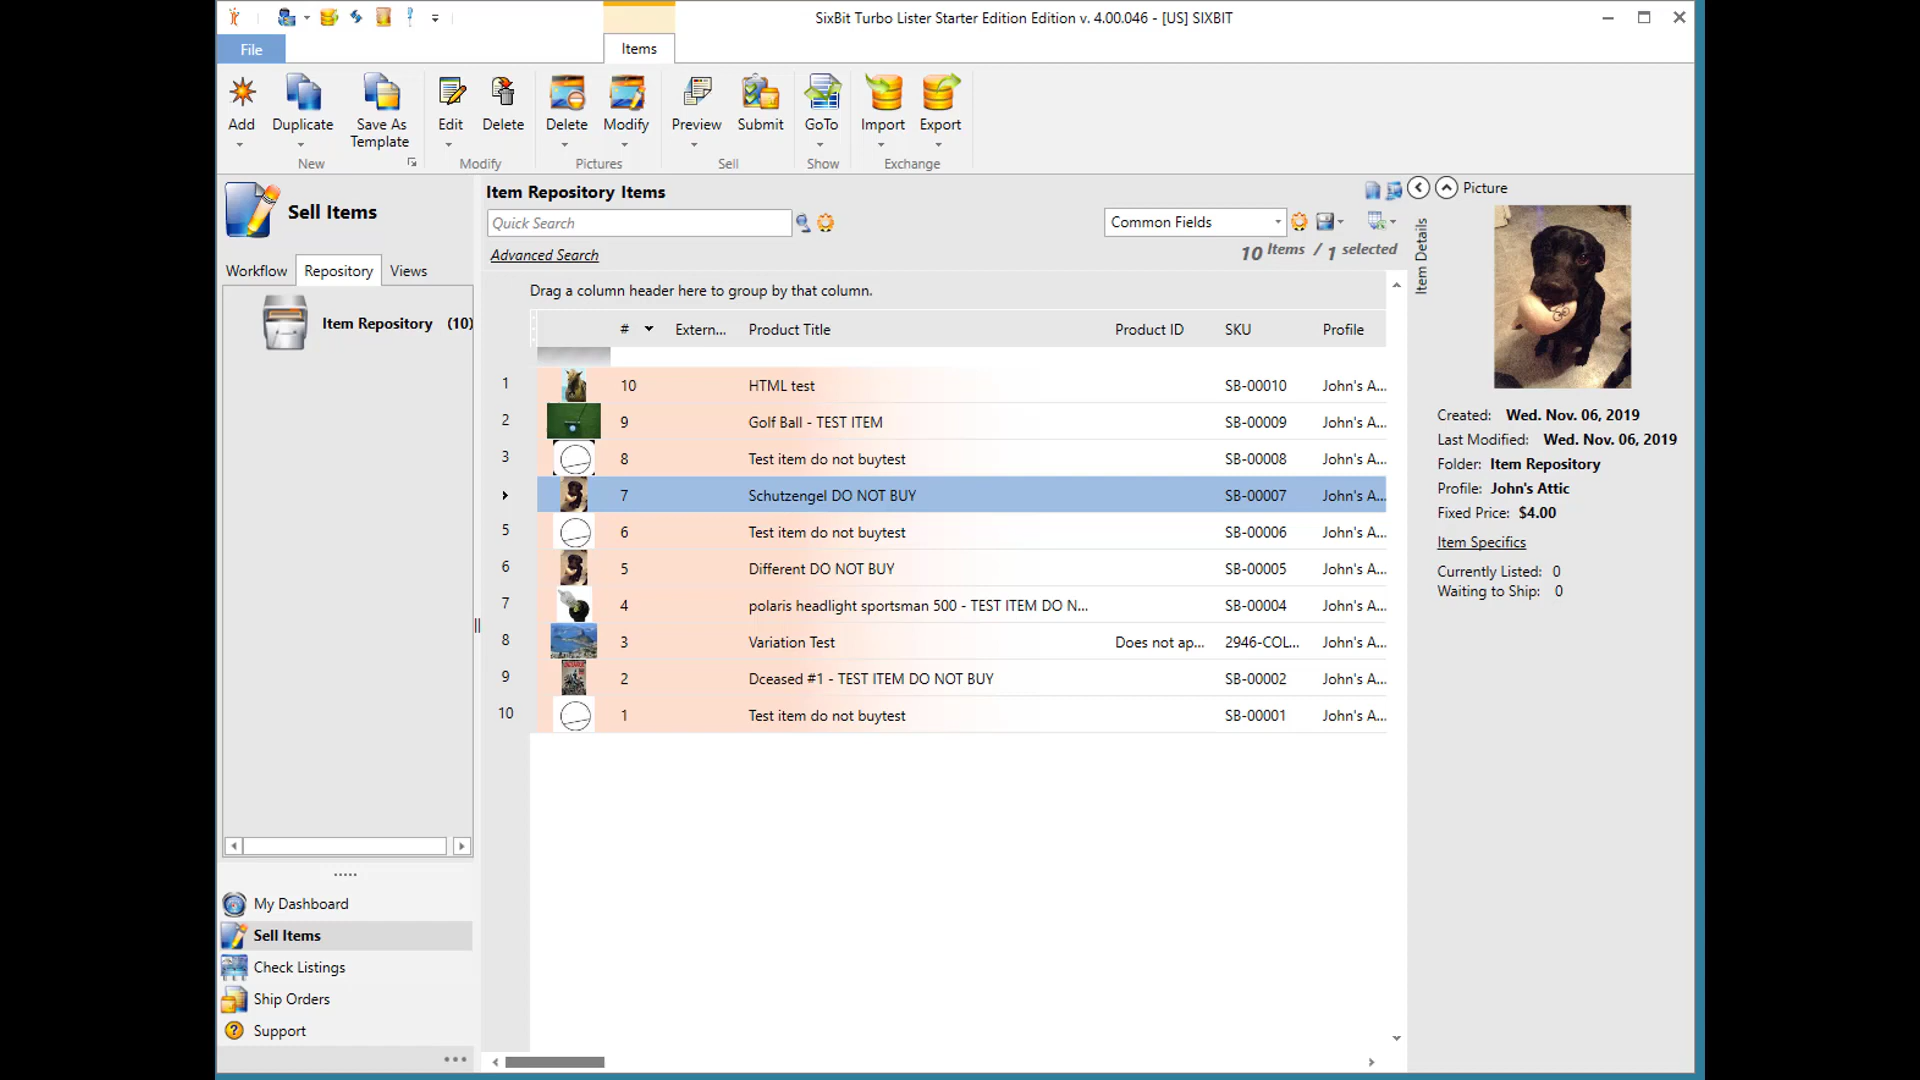 SixBit Turbo Lister Starter Edition Edition v. 4.00.046 - [US] SIXBIT
File
Items
Add
Duplicate
Save As
Template
Edit
Delete
Delete
Modify
Preview
Submit
GoTo
Import
Export
New
Modify
Pictures
Sell
Show
Exchange
Sell Items
Workflow
Repository
Views
Item Repository (10)
My Dashboard
Sell Items
Check Listings
Ship Orders
Support
Item Repository Items
Quick Search
Common Fields
Advanced Search
10 Items / 1 selected
Drag a column header here to group by that column.
# Extern... Product Title Product ID SKU Profile
1 10 HTML test SB-00010 John's A...
2 9 Golf Ball - TEST ITEM SB-00009 John's A...
3 8 Test item do not buytest SB-00008 John's A...
7 Schutzengel DO NOT BUY SB-00007 John's A...
5 6 Test item do not buytest SB-00006 John's A...
6 5 Different DO NOT BUY SB-00005 John's A...
7 4 polaris headlight sportsman 500 - TEST ITEM DO N... SB-00004 John's A...
8 3 Variation Test Does not ap... 2946-COL... John's A...
9 2 Dceased #1 - TEST ITEM DO NOT BUY SB-00002 John's A...
10 1 Test item do not buytest SB-00001 John's A...
Item Details
Picture
Created: Wed. Nov. 06, 2019
Last Modified: Wed. Nov. 06, 2019
Folder: Item Repository
Profile: John's Attic
Fixed Price: $4.00
Item Specifics
Currently Listed: 0
Waiting to Ship: 0